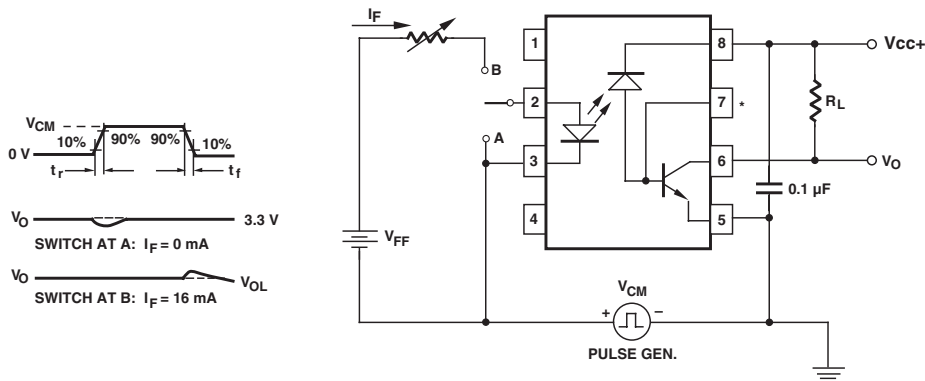 V_CM
10% 90% 90% 10%
0 V
t_r t_f
V_O 3.3 V
SWITCH AT A: I_F = 0 mA
V_O V_OL
SWITCH AT B: I_F = 16 mA
I_F
B
A
V_FF
1
2
3
4
8
7 *
6
5
Vcc+
R_L
V_O
0.1 µF
V_CM
+ –
PULSE GEN.